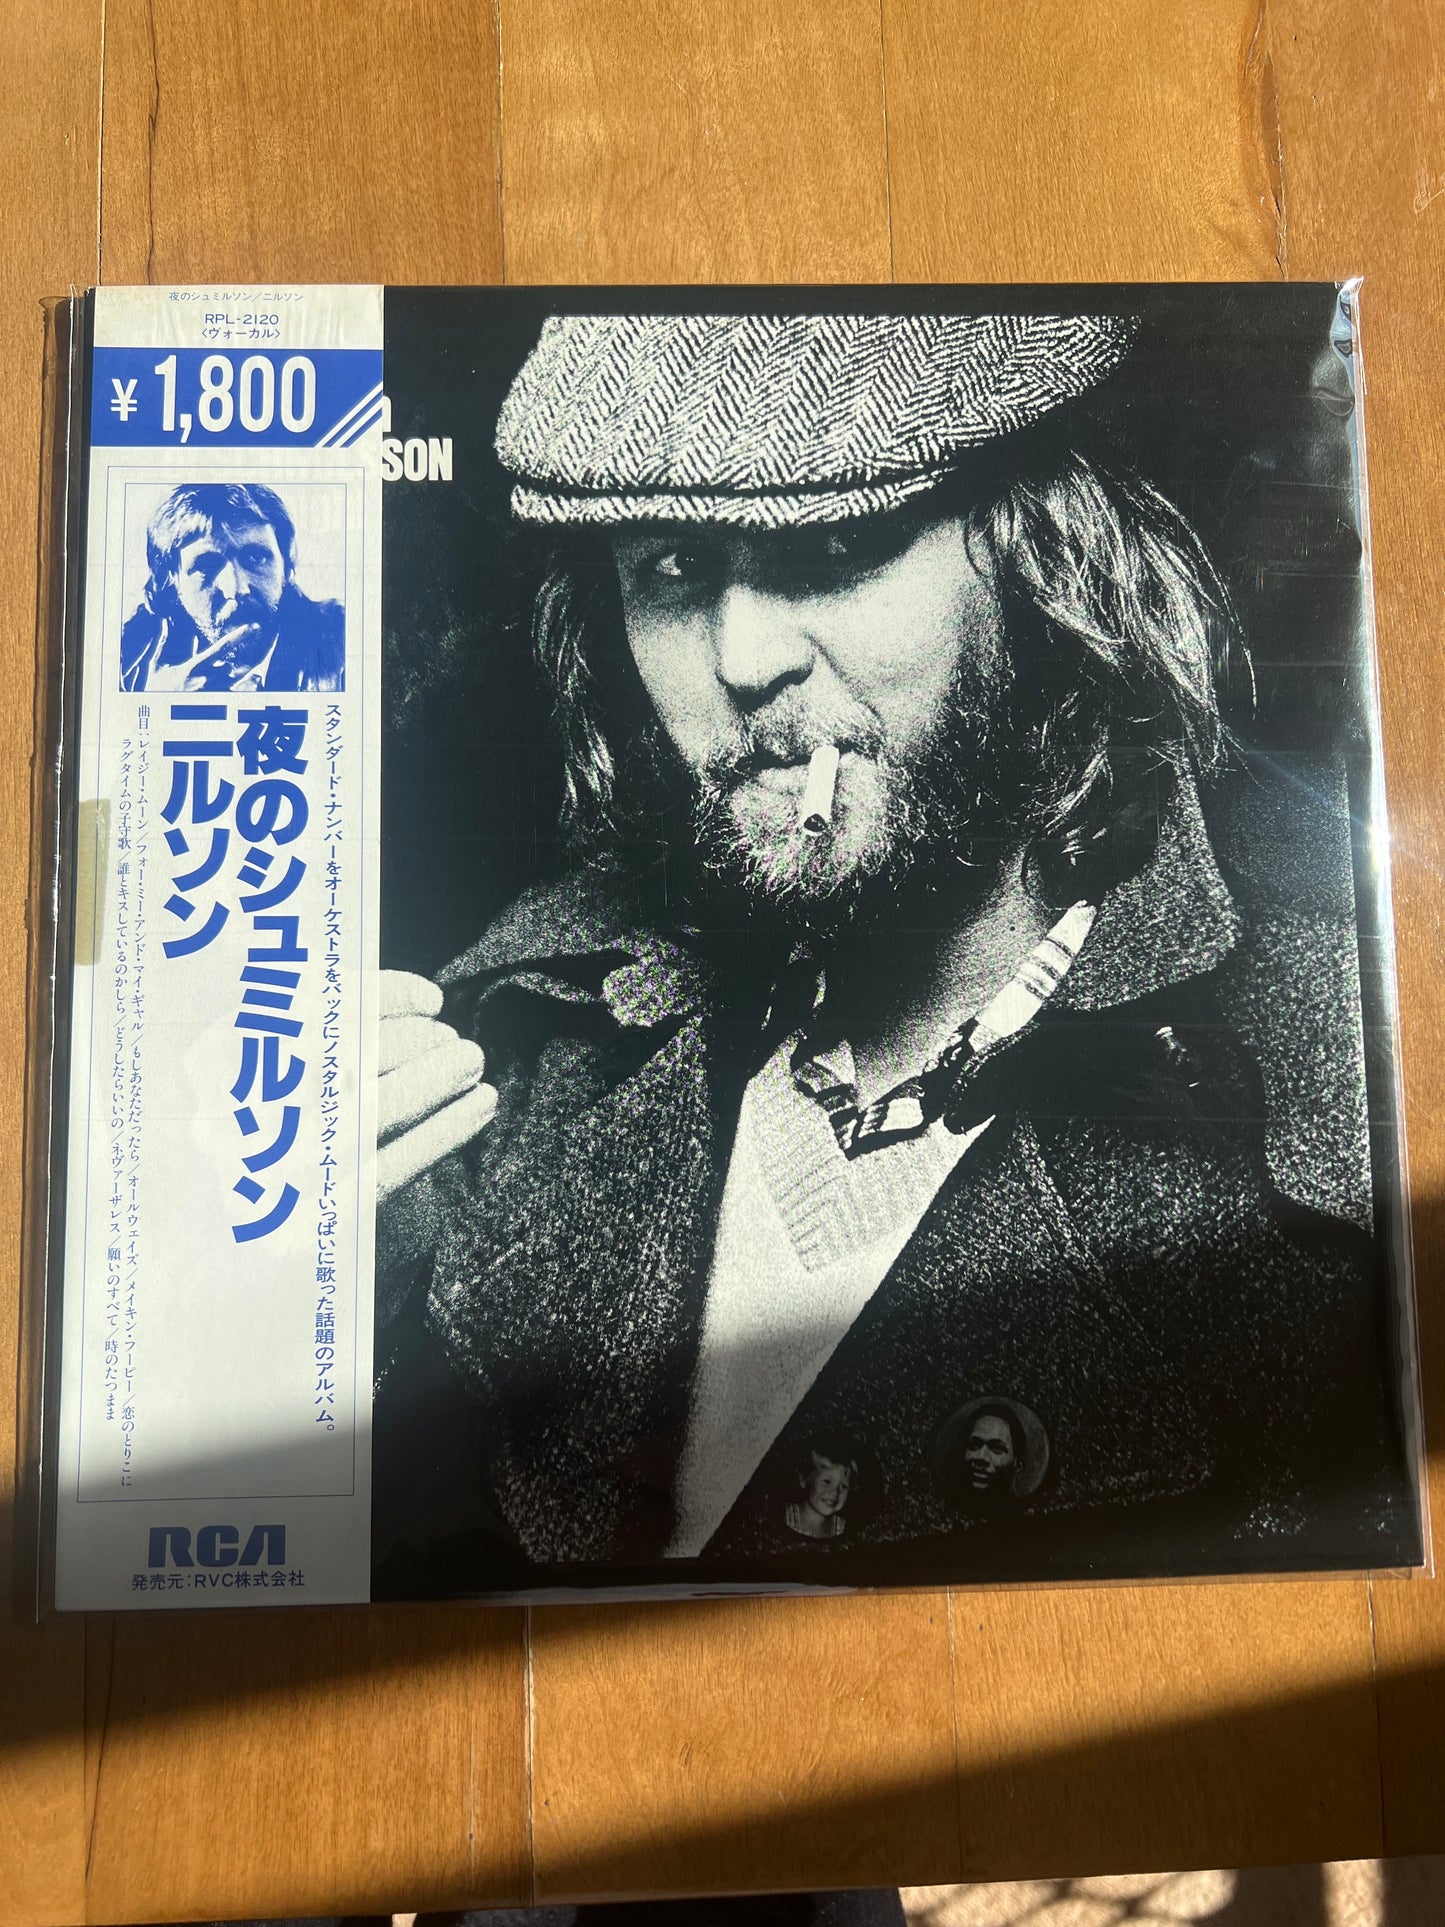 夜のシュミルソン／ニルソン
RPL-2120
〈ヴォーカル〉
¥1,800
SON
スタンダード・ナンバーをオーケストラをバックにノスタルジック・ムードいっぱいに歌った話題のアルバム。
夜のシュミルソン
ニルソン
曲目：レイジー・ムーン／フォー・ミー・アンド・マイ・ギャル／もしあなただったら／オールウェイズ／メイキン・フーピー／恋のとりこに
ラグタイムの子守歌／誰とキスしているのかしら／どうしたらいいの／ネヴァーザレス／願いのすべて／時のたつまま
RCA
発売元：RVC株式会社